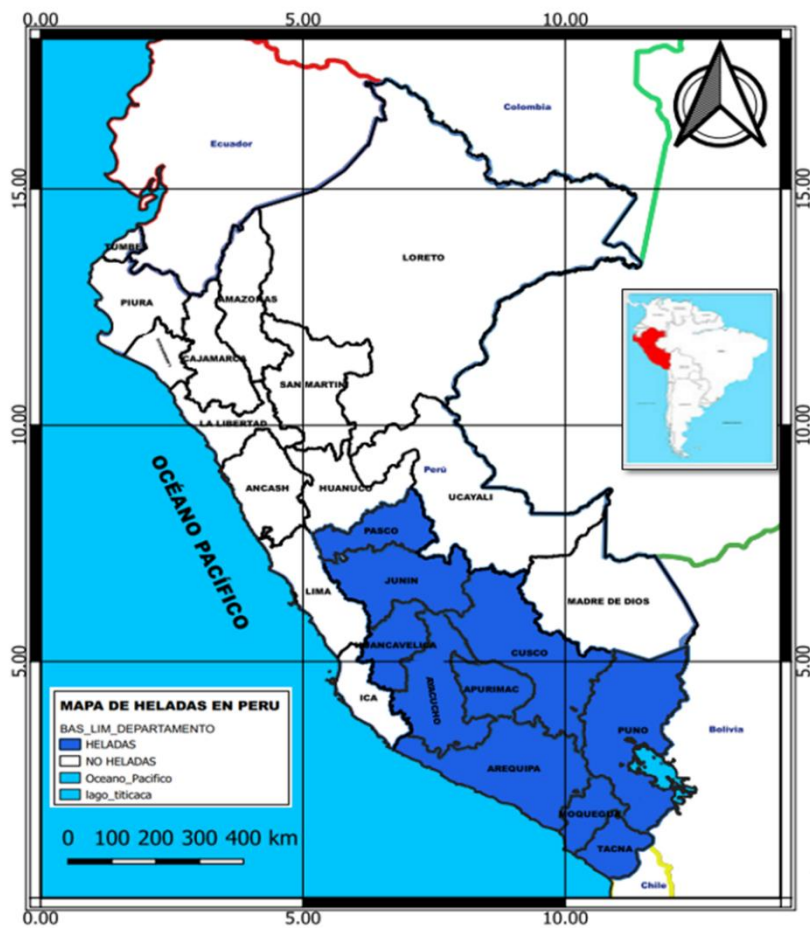 0.00 5.00 10.00
Colombia
Ecuador
15.00 15.00
TUMBE
LORETO
PIURA
AMAZONAS
CAJAMARCA
SAN MARTIN
10.00 10.00
LA LIBERTAD
OCÉANO PACÍFICO
Perú
ANCASH
HUANUCO
UCAYALI
PASCO
JUNIN
LIMA
MADRE DE DIOS
HUANCAVELICA
CUSCO
5.00 5.00
APURIMAC
AYACUCHO
ICA
PUNO
Bolivia
AREQUIPA
MOQUEGUA
TACNA
Chile
MAPA DE HELADAS EN PERU
BAS_LIM_DEPARTAMENTO
HELADAS
NO HELADAS
Oceano_Pacifico
lago_titicaca
0 100 200 300 400 km
0.00 5.00 10.00